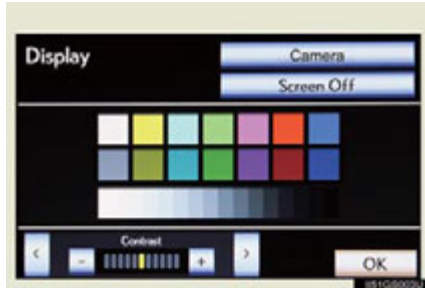 Display
Camera
Screen Off
Contrast
< - + >
OK